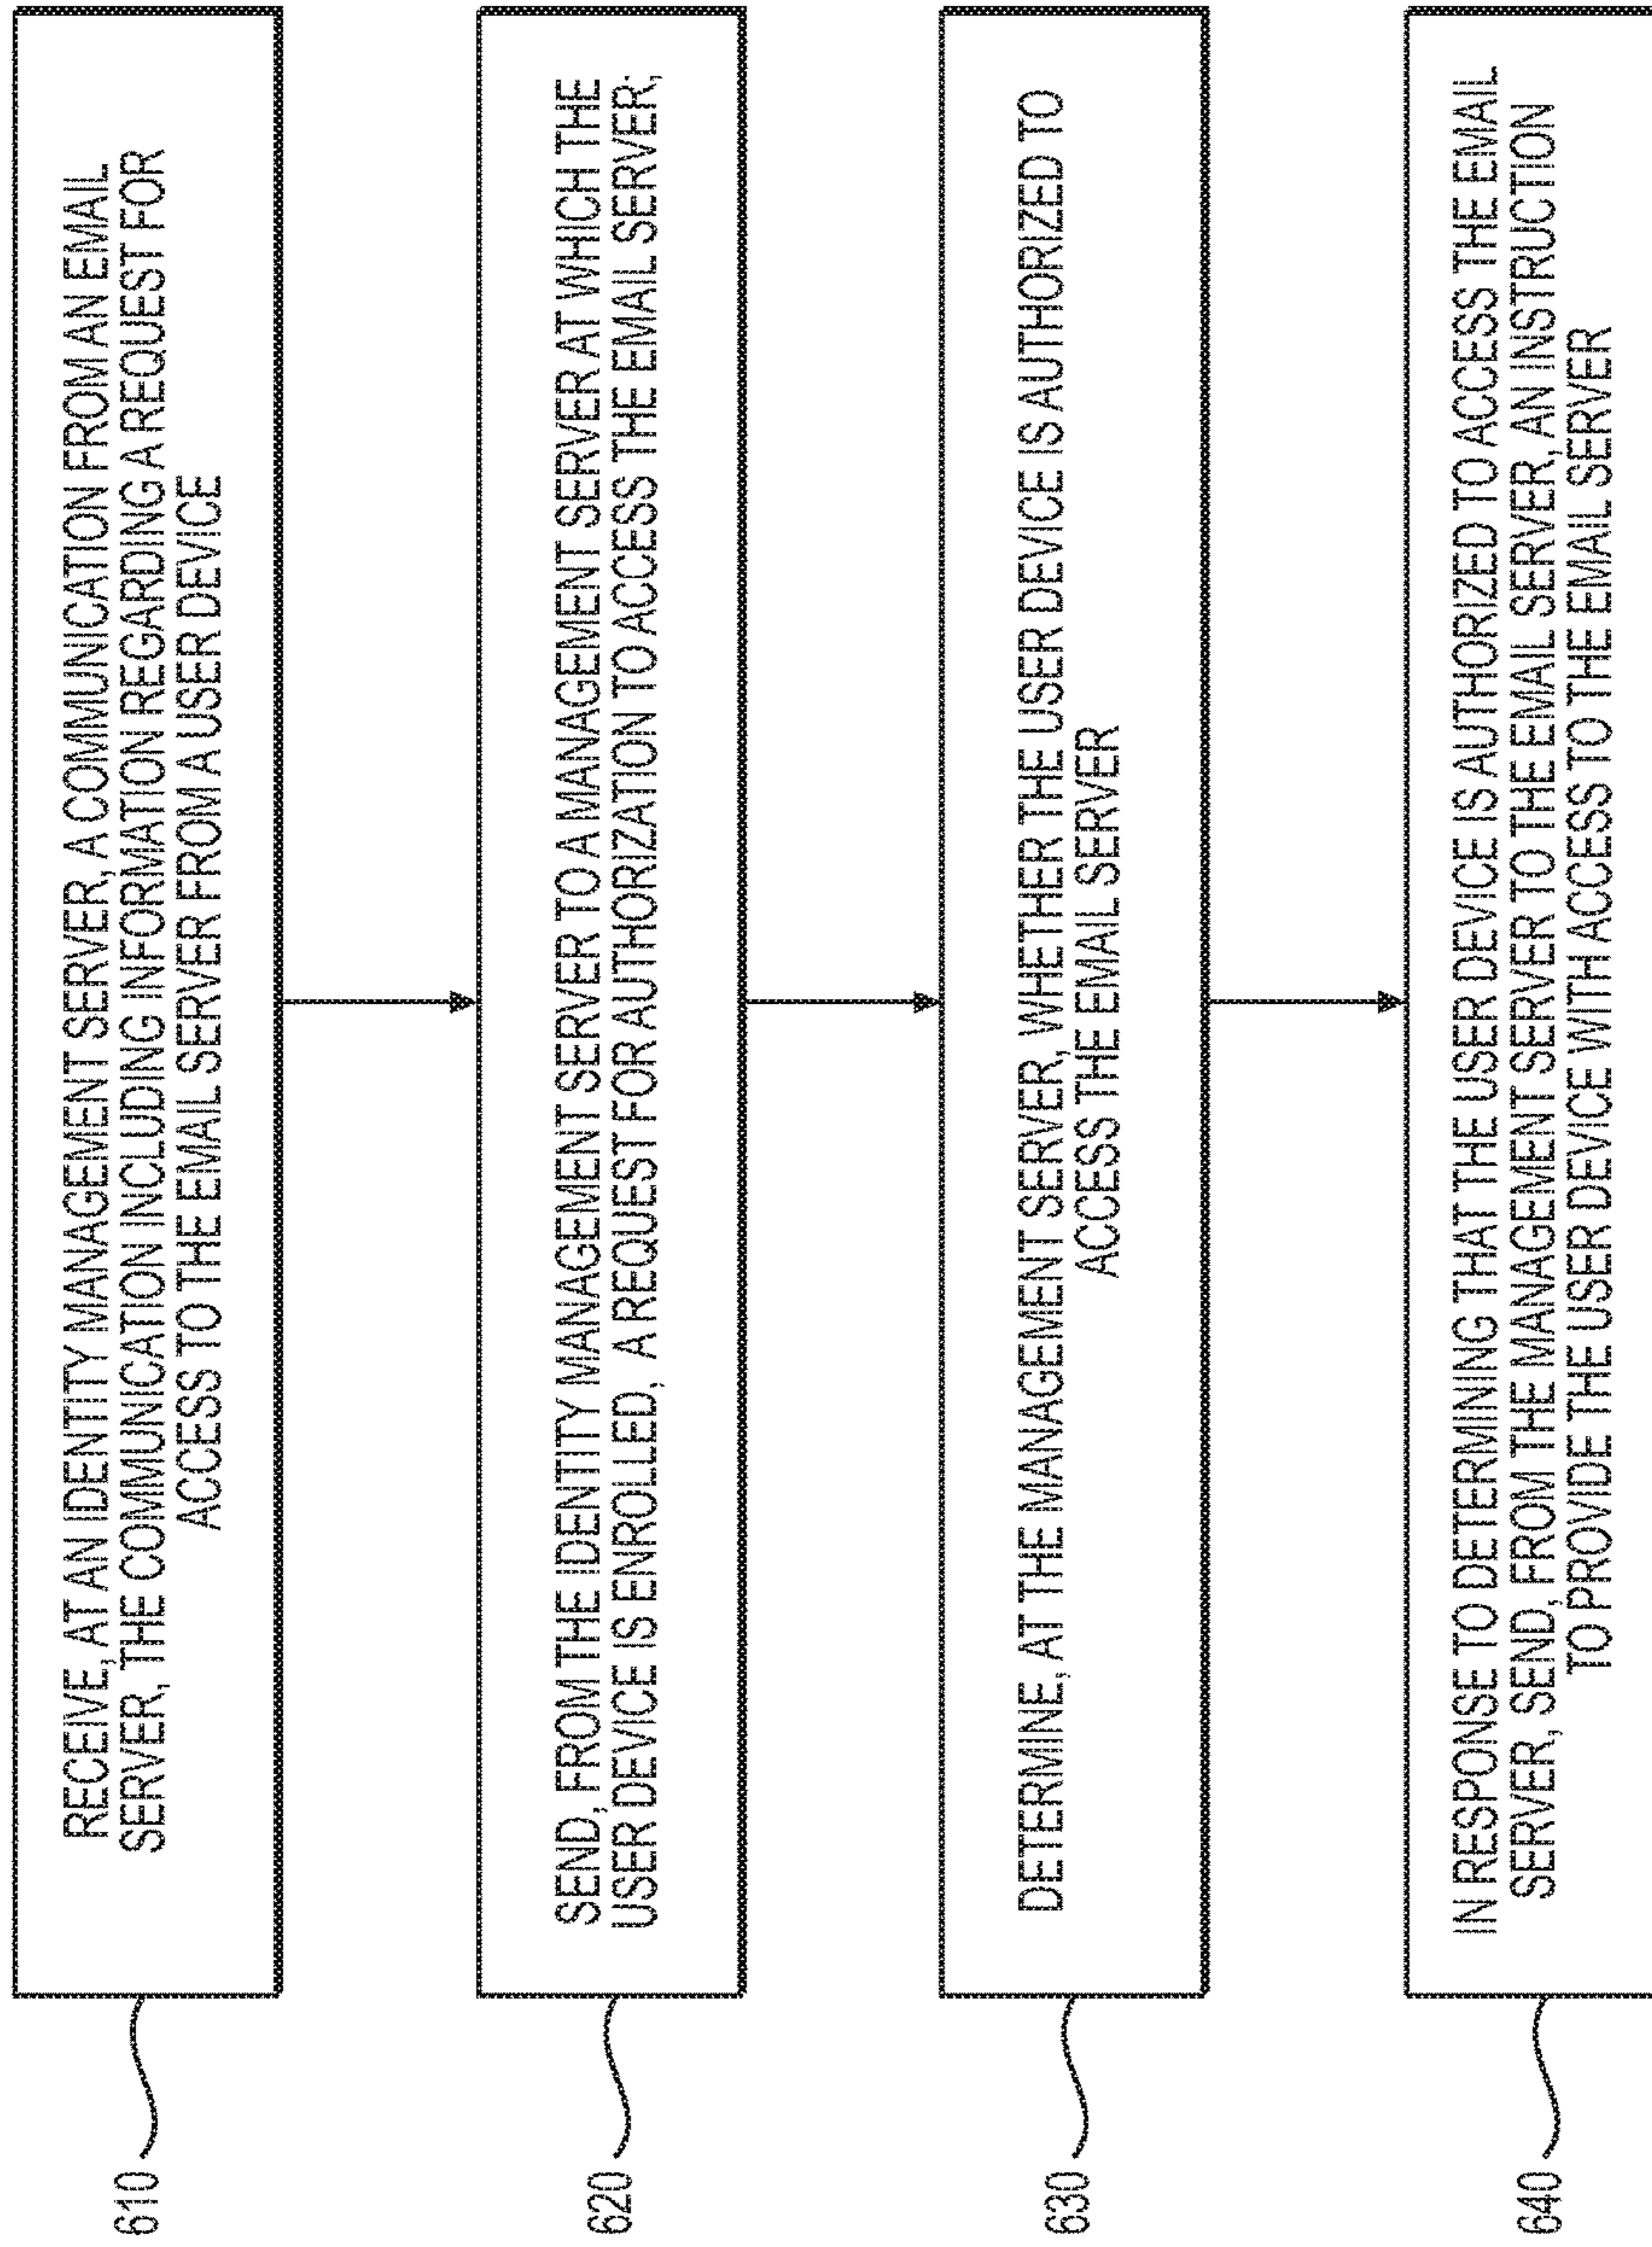 610
RECEIVE, AT AN IDENTITY MANAGEMENT SERVER, A COMMUNICATION FROM AN EMAIL
SERVER, THE COMMUNICATION INCLUDING INFORMATION REGARDING A REQUEST FOR
ACCESS TO THE EMAIL SERVER FROM A USER DEVICE
620
SEND, FROM THE IDENTITY MANAGEMENT SERVER TO A MANAGEMENT SERVER AT WHICH THE
USER DEVICE IS ENROLLED, A REQUEST FOR AUTHORIZATION TO ACCESS THE EMAIL SERVER;
630
DETERMINE, AT THE MANAGEMENT SERVER, WHETHER THE USER DEVICE IS AUTHORIZED TO
ACCESS THE EMAIL SERVER
640
IN RESPONSE TO DETERMINING THAT THE USER DEVICE IS AUTHORIZED TO ACCESS THE EMAIL
SERVER, SEND, FROM THE MANAGEMENT SERVER TO THE EMAIL SERVER, AN INSTRUCTION
TO PROVIDE THE USER DEVICE WITH ACCESS TO THE EMAIL SERVER